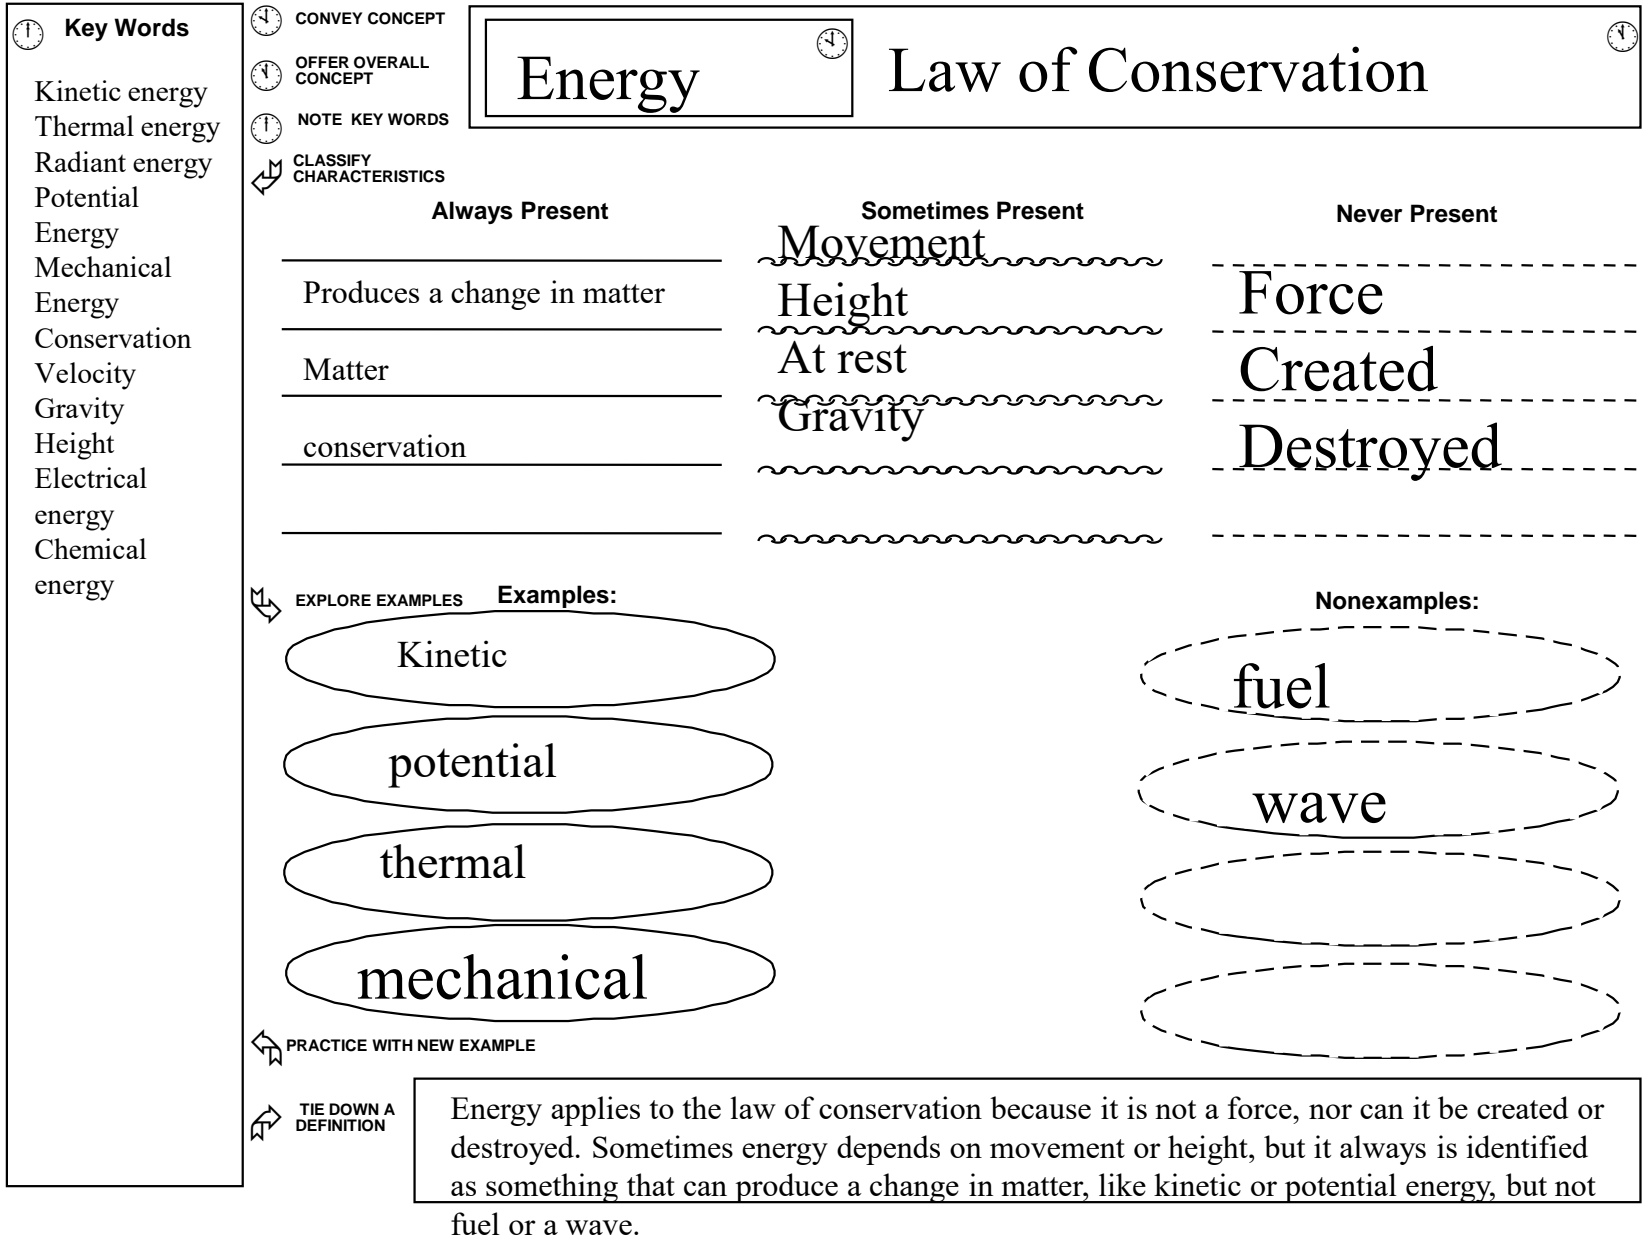 Key Words
Kinetic energy
Thermal energy
Radiant energy
Potential
Energy
Mechanical
Energy
Conservation
Velocity
Gravity
Height
Electrical
energy
Chemical
energy
CONVEY CONCEPT
OFFER OVERALL
CONCEPT
NOTE KEY WORDS
CLASSIFY
CHARACTERISTICS
Energy
Law of Conservation
Always Present
Produces a change in matter
Matter
conservation
Sometimes Present
Movement
Height
At rest
Gravity
Never Present
Force
Created
Destroyed
EXPLORE EXAMPLES
Examples:
Kinetic
potential
thermal
mechanical
Nonexamples:
fuel
wave
PRACTICE WITH NEW EXAMPLE
TIE DOWN A
DEFINITION
Energy applies to the law of conservation because it is not a force, nor can it be created or
destroyed. Sometimes energy depends on movement or height, but it always is identified
as something that can produce a change in matter, like kinetic or potential energy, but not
fuel or a wave.